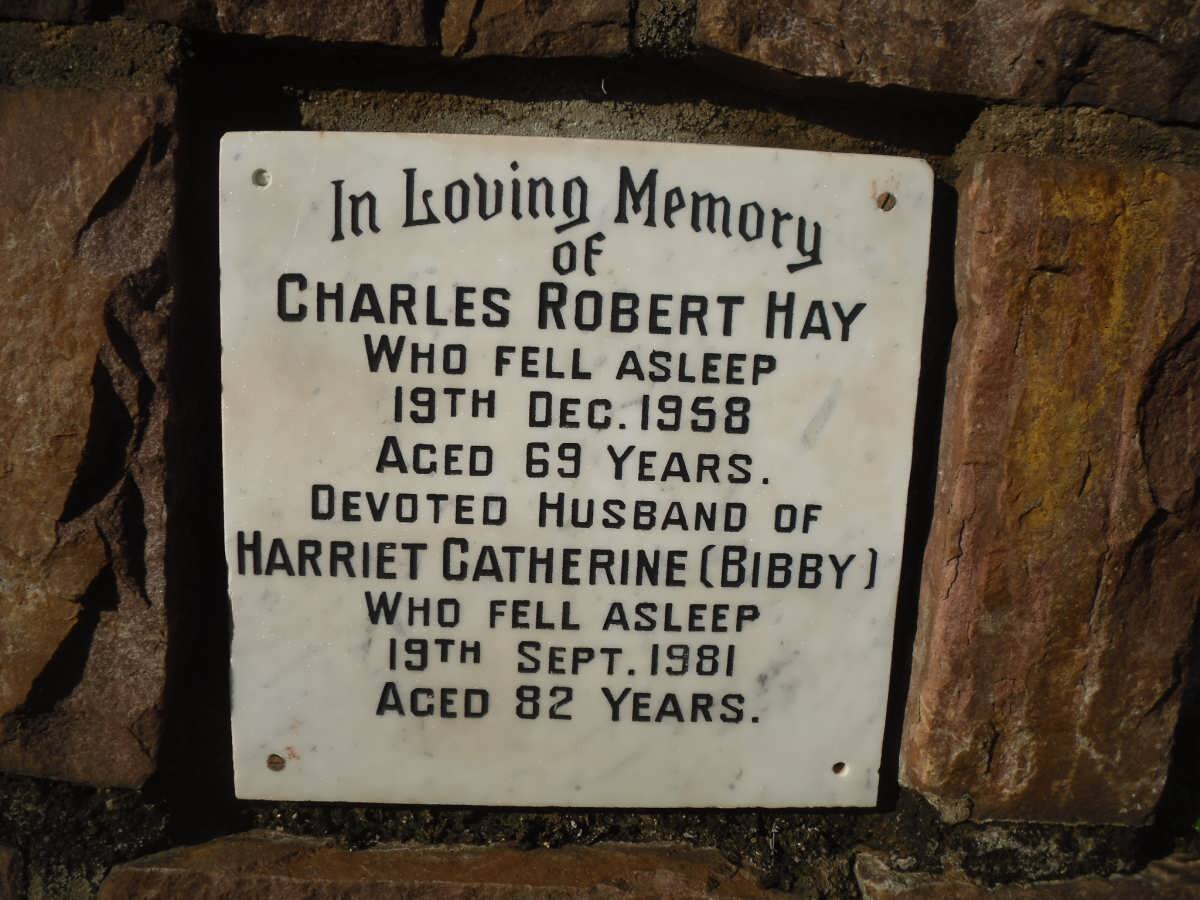 In Loving Memory
of
CHARLES ROBERT HAY
WHO FELL ASLEEP
19TH DEC. 1958
AGED 69 YEARS.
DEVOTED HUSBAND OF
HARRIET CATHERINE (BIBBY)
WHO FELL ASLEEP
19TH SEPT. 1981
AGED 82 YEARS.